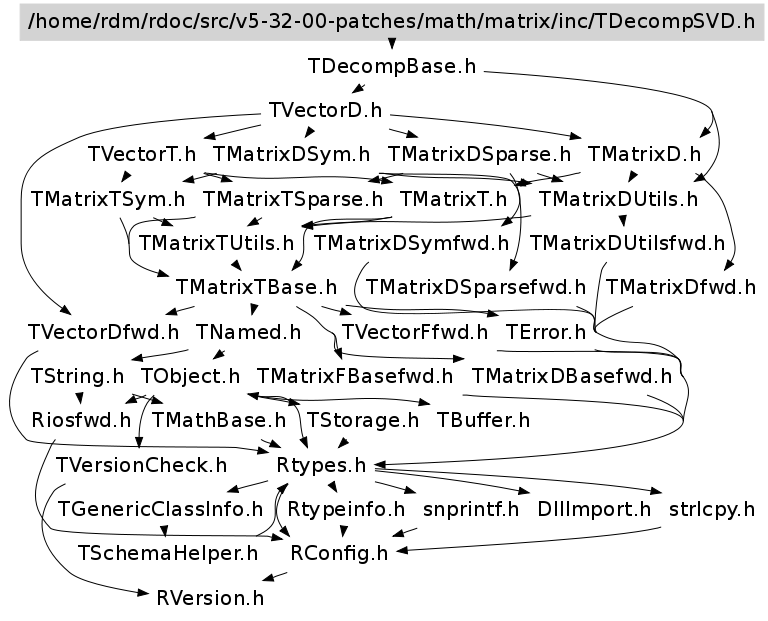 /home/rdm/rdoc/src/v5-32-00-patches/math/matrix/inc/TDecompSVD.h
TDecompBase.h
TVectorD.h
TVectorT.h TMatrixDSym.h TMatrixDSparse.h TMatrixD.h
TMatrixTSym.h TMatrixTSparse.h TMatrixT.h TMatrixDUtils.h
TMatrixTUtils.h TMatrixDSymfwd.h TMatrixDUtilsfwd.h
TMatrixTBase.h TMatrixDSparsefwd.h TMatrixDfwd.h
TVectorDfwd.h TNamed.h TVectorFfwd.h TError.h
TString.h TObject.h TMatrixFBasefwd.h TMatrixDBasefwd.h
Riosfwd.h TMathBase.h TStorage.h TBuffer.h
TVersionCheck.h Rtypes.h
TGenericClassInfo.h Rtypeinfo.h snprintf.h DllImport.h strlcpy.h
TSchemaHelper.h RConfig.h
RVersion.h